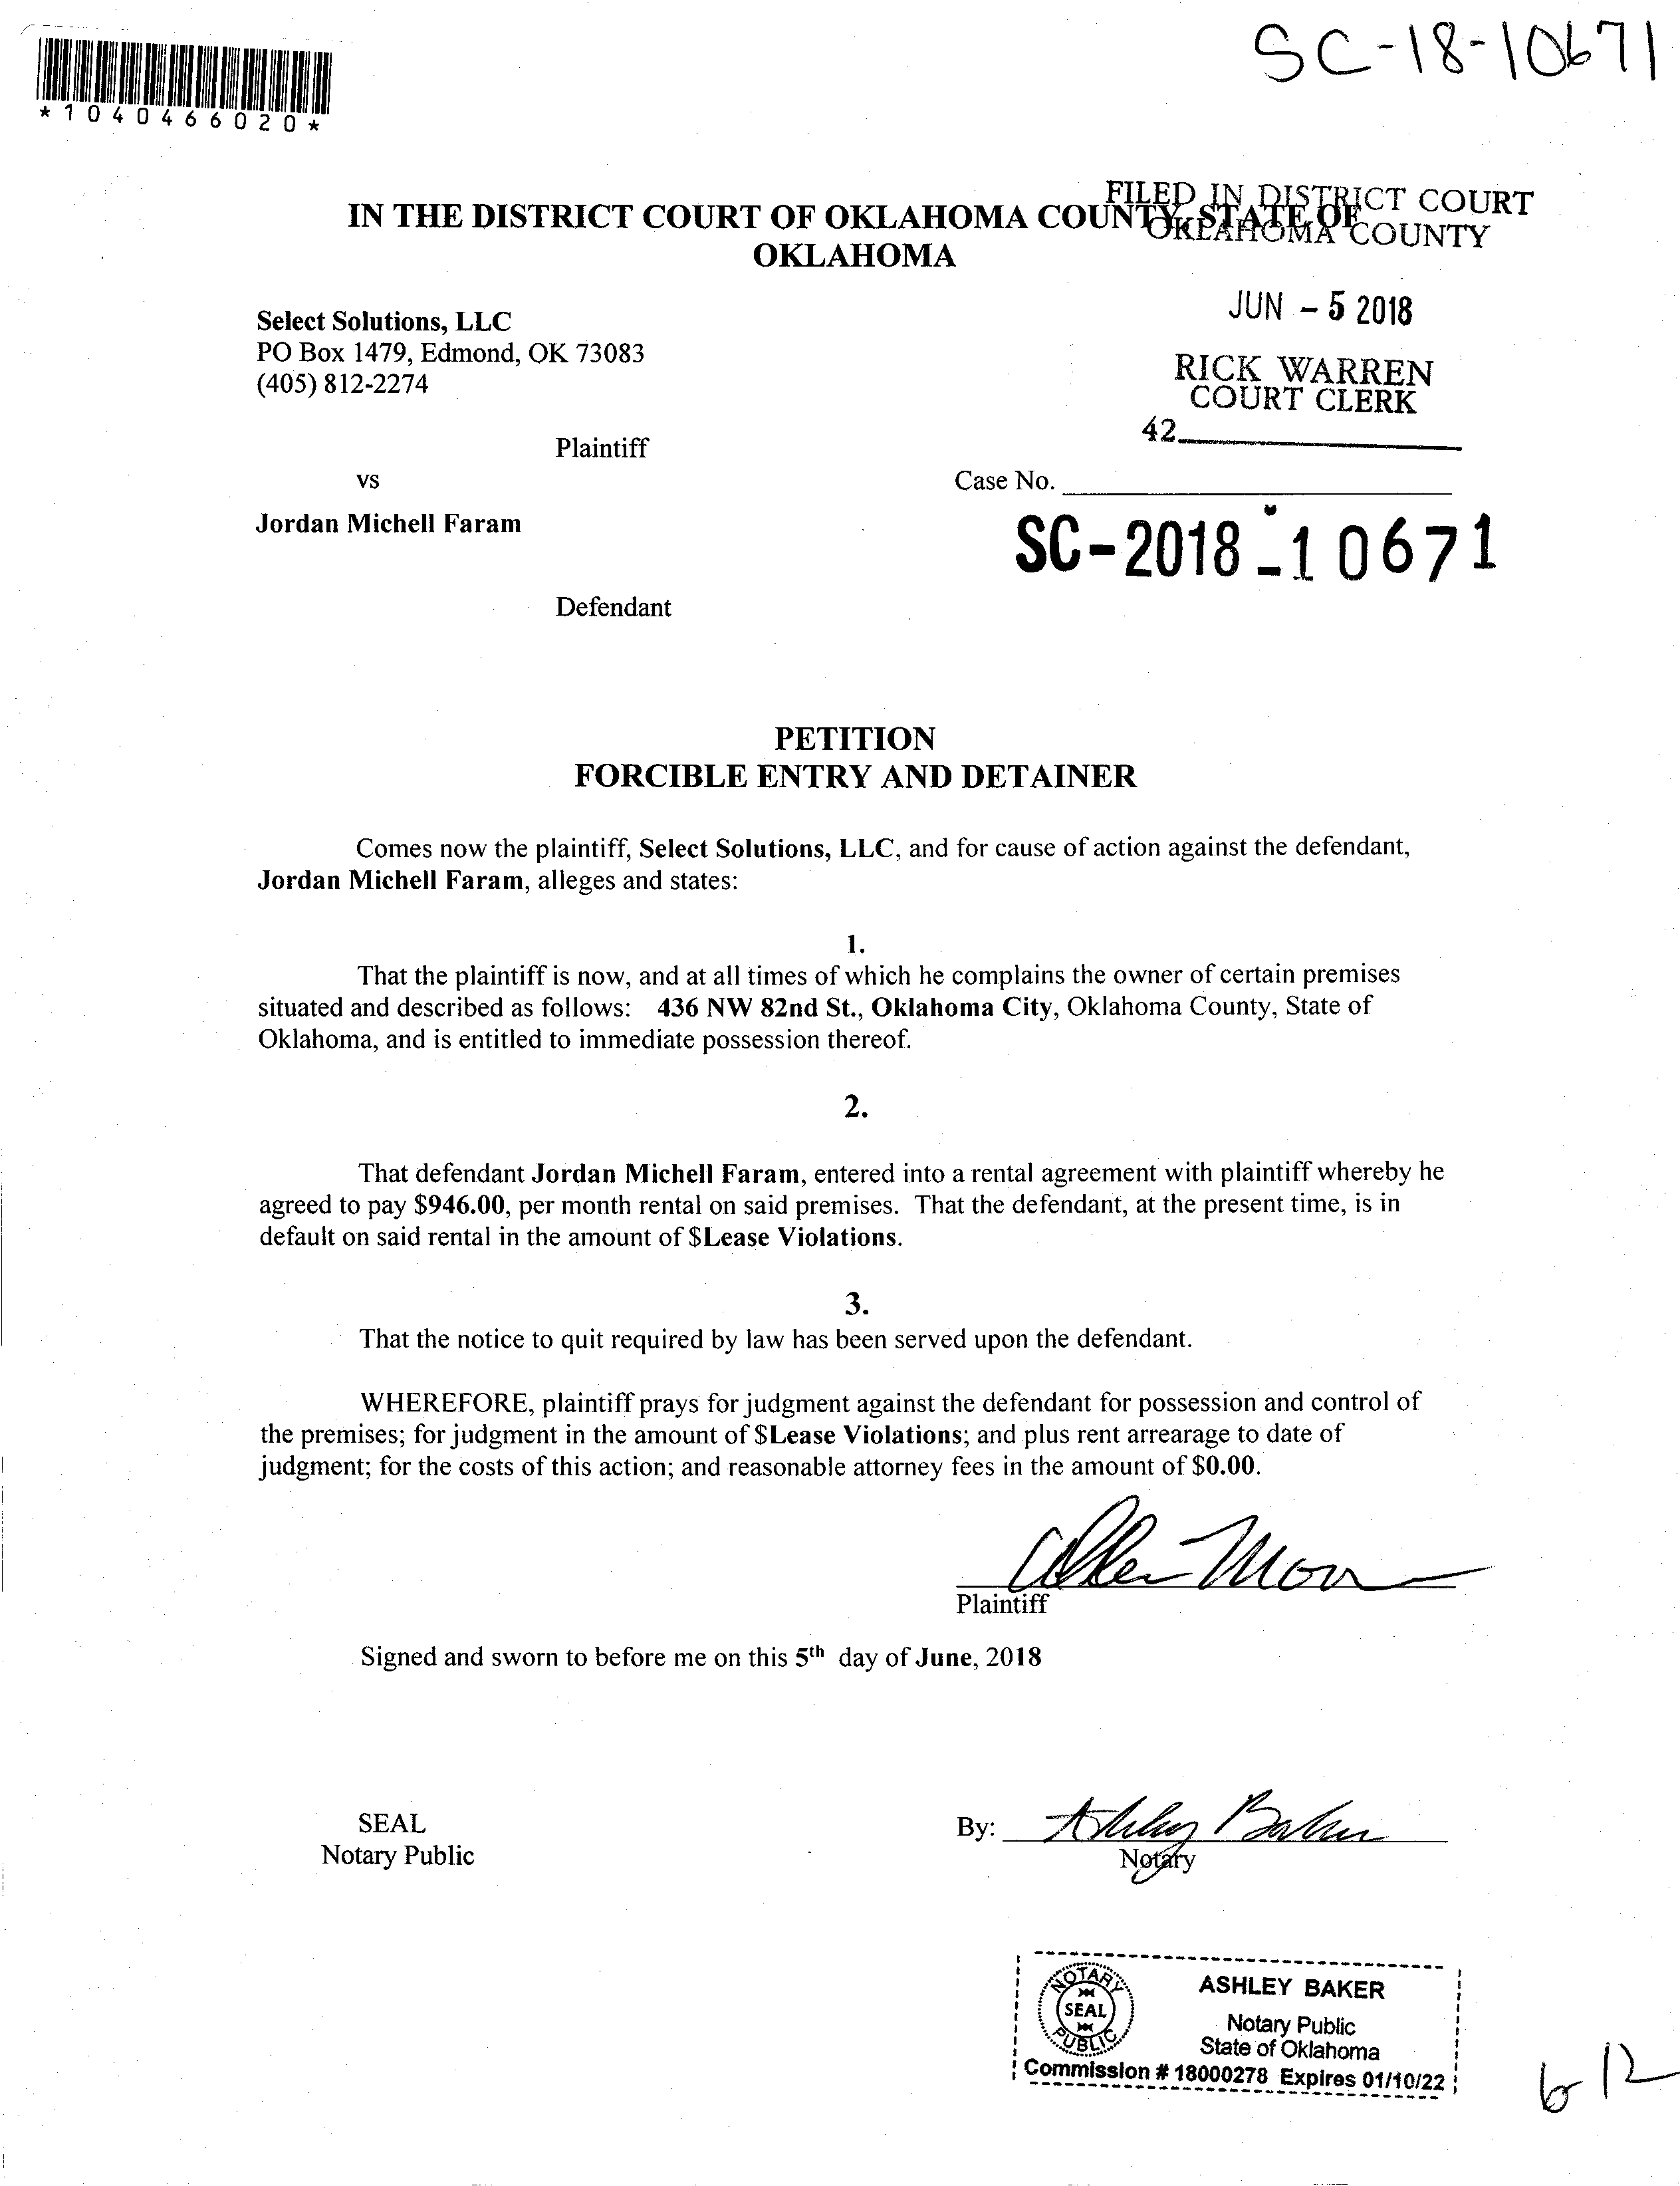 SC-18-10671
*1040466020*
FILED IN DISTRICT COURT
OKLAHOMA COUNTY
IN THE DISTRICT COURT OF OKLAHOMA COUNTY, STATE OF
OKLAHOMA
JUN - 5 2018
Select Solutions, LLC
PO Box 1479, Edmond, OK 73083
(405) 812-2274
RICK WARREN
COURT CLERK
42
Plaintiff
vs
Case No.
Jordan Michell Faram
SC-2018-10671
Defendant
PETITION
FORCIBLE ENTRY AND DETAINER
Comes now the plaintiff, Select Solutions, LLC, and for cause of action against the defendant,
Jordan Michell Faram, alleges and states:
1.
That the plaintiff is now, and at all times of which he complains the owner of certain premises
situated and described as follows: 436 NW 82nd St., Oklahoma City, Oklahoma County, State of
Oklahoma, and is entitled to immediate possession thereof.
2.
That defendant Jordan Michell Faram, entered into a rental agreement with plaintiff whereby he
agreed to pay $946.00, per month rental on said premises. That the defendant, at the present time, is in
default on said rental in the amount of $Lease Violations.
3.
That the notice to quit required by law has been served upon the defendant.
WHEREFORE, plaintiff prays for judgment against the defendant for possession and control of
the premises; for judgment in the amount of $Lease Violations; and plus rent arrearage to date of
judgment; for the costs of this action; and reasonable attorney fees in the amount of $0.00.
Plaintiff
Signed and sworn to before me on this 5th day of June, 2018
SEAL
Notary Public
By: Ashley Baker
Notary
NOTARY
SEAL
PUBLIC
ASHLEY BAKER
Notary Public
State of Oklahoma
Commission # 18000278 Expires 01/10/22
6 12